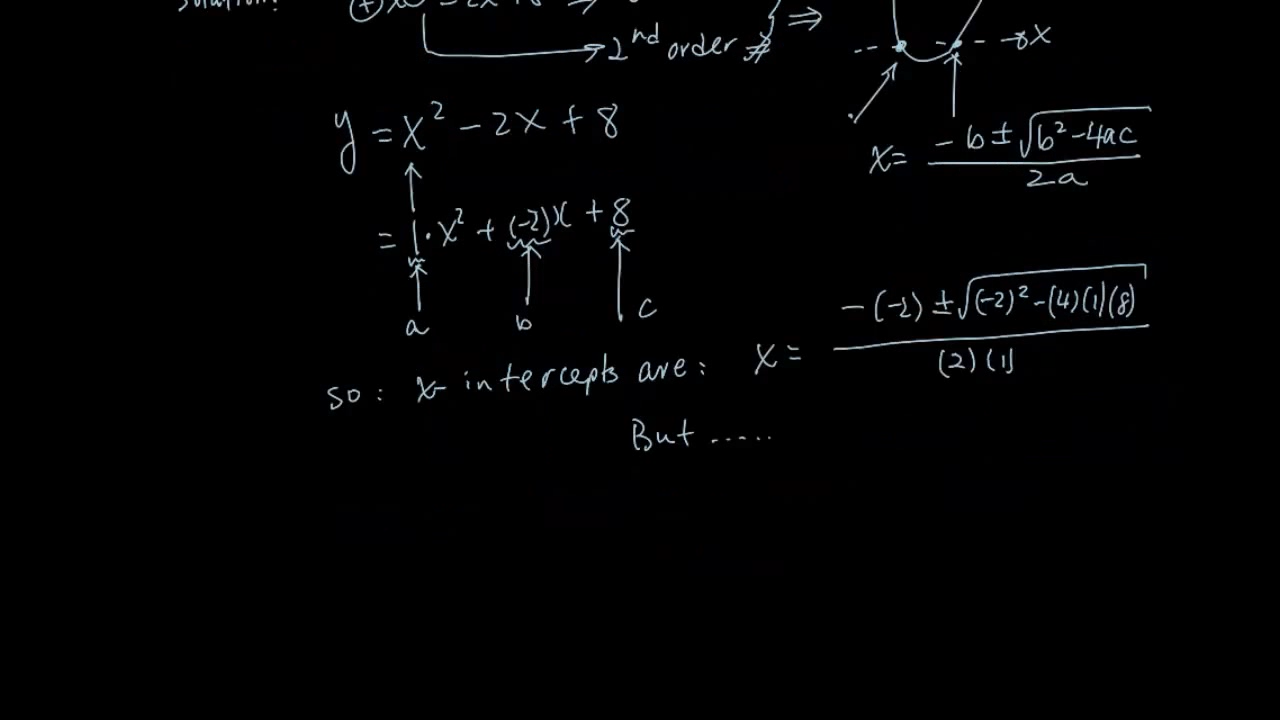 solution:
2nd order
⇒
x
y = x² - 2x + 8
x = (-b ± √(b² - 4ac)) / 2a
= 1·x² + (-2)x + 8
a b c
so: x-intercepts are: x = (-(-2) ± √((-2)² - (4)(1)(8))) / (2)(1)
But .....